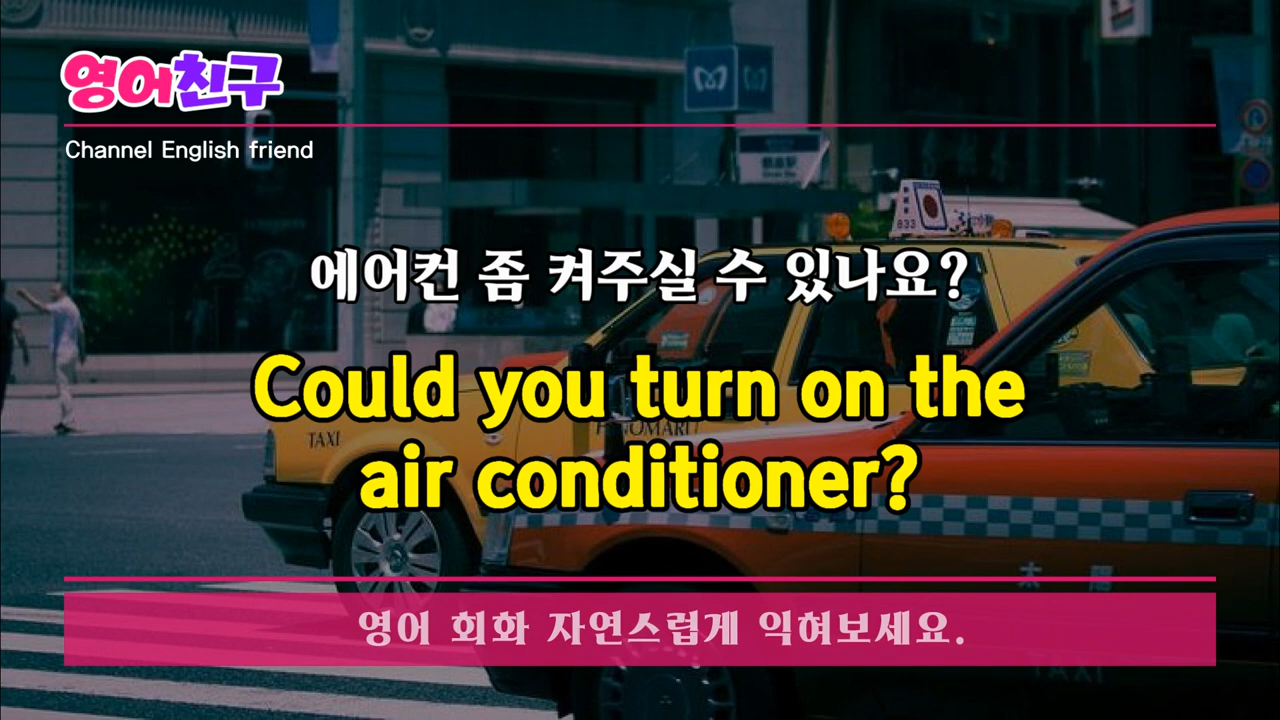 영어친구
Channel English friend
에어컨 좀 켜주실 수 있나요?
Could you turn on the
air conditioner?
TAXI
833
영어 회화 자연스럽게 익혀보세요.
TAXI